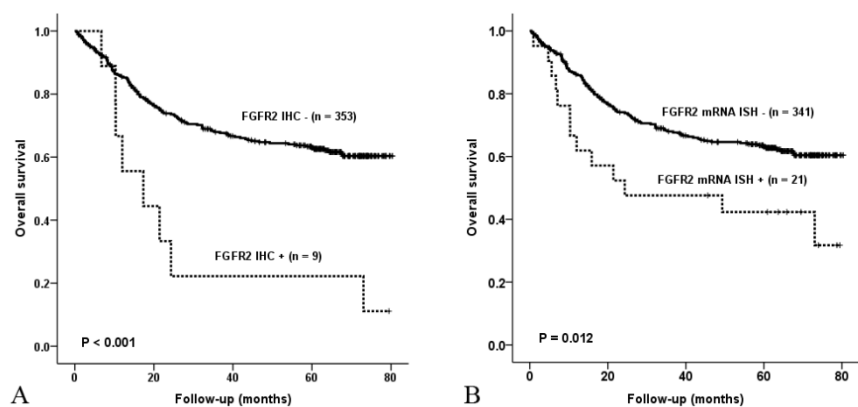 1.0
0.8
0.6
0.4
0.2
0.0
Overall survival
FGFR2 IHC - (n = 353)
FGFR2 IHC + (n = 9)
P < 0.001
0 20 40 60 80
Follow-up (months)
A
1.0
0.8
0.6
0.4
0.2
0.0
Overall survival
FGFR2 mRNA ISH - (n = 341)
FGFR2 mRNA ISH + (n = 21)
P = 0.012
0 20 40 60 80
Follow-up (months)
B